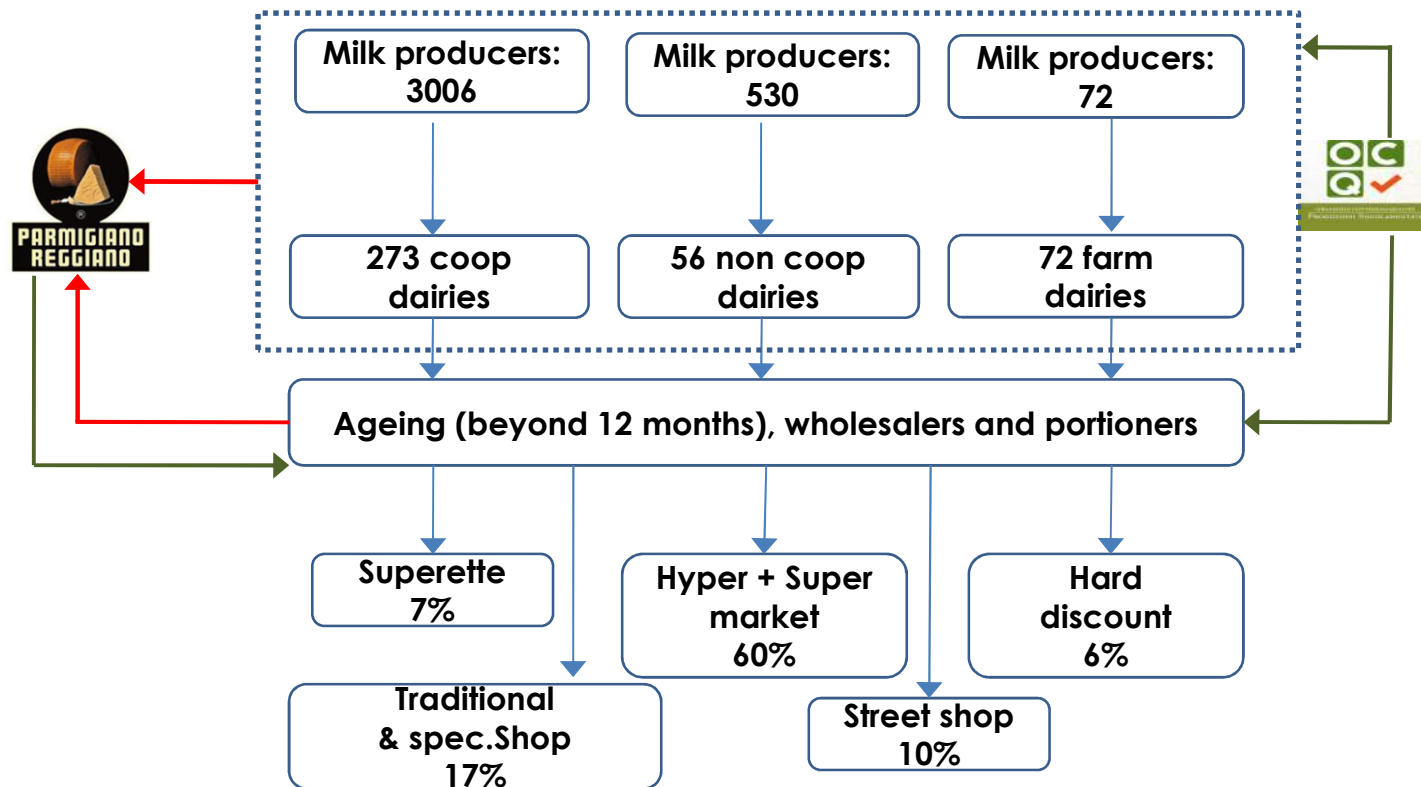 Milk producers:
3006
Milk producers:
530
Milk producers:
72
O C
Q
®
PARMIGIANO
REGGIANO
273 coop
dairies
56 non coop
dairies
72 farm
dairies
Ageing (beyond 12 months), wholesalers and portioners
Superette
7%
Hyper + Super
market
60%
Hard
discount
6%
Traditional
& spec.Shop
17%
Street shop
10%